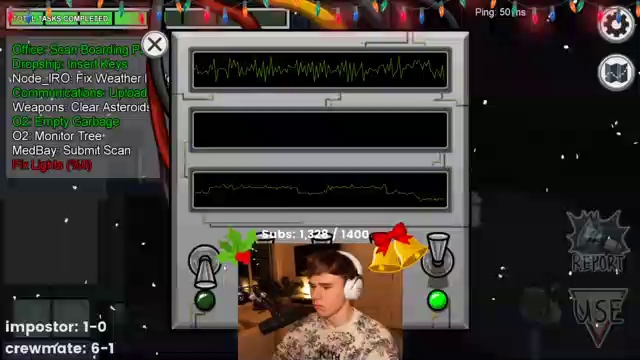 TOTAL TASKS COMPLETED
Ping: 50 ms
Office: Scan Boarding P
Dropship: Insert Keys
Node_IRO: Fix Weather
Communications: Upload
Weapons: Clear Asteroids
O2: Empty Garbage
O2: Monitor Tree
MedBay: Submit Scan
Fix Lights (%0)
Subs: 1,328 / 1400
REPORT
USE
impostor: 1-0
crewmate: 6-1